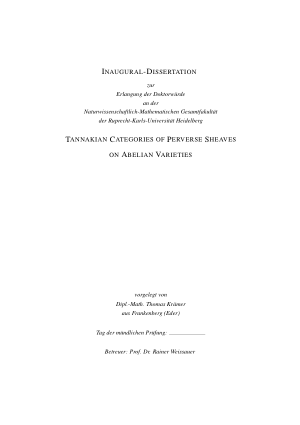 INAUGURAL-DISSERTATION
zur
Erlangung der Doktorwürde
an der
Naturwissenschaftlich-Mathematischen Gesamtfakultät
der Ruprecht-Karls-Universität Heidelberg
TANNAKIAN CATEGORIES OF PERVERSE SHEAVES
ON ABELIAN VARIETIES
vorgelegt von
Dipl.-Math. Thomas Krämer
aus Frankenberg (Eder)
Tag der mündlichen Prüfung:
Betreuer: Prof. Dr. Rainer Weissauer